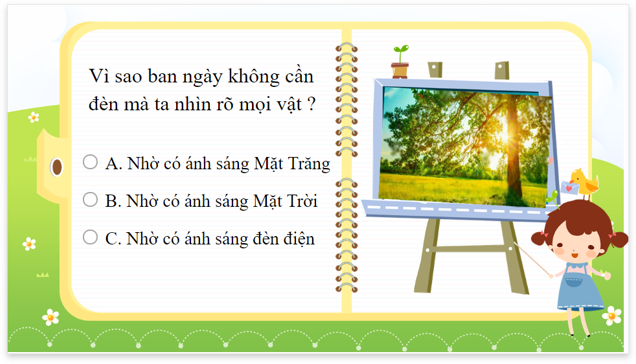 Vì sao ban ngày không cần
đèn mà ta nhìn rõ mọi vật ?
A. Nhờ có ánh sáng Mặt Trăng
B. Nhờ có ánh sáng Mặt Trời
C. Nhờ có ánh sáng đèn điện